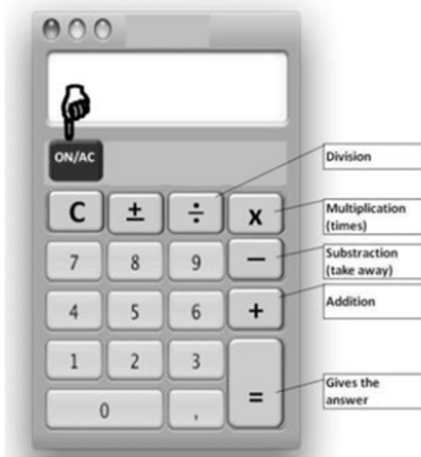 ON/AC
Division
C ± ÷ x
Multiplication
(times)
7 8 9 —
Substraction
(take away)
4 5 6 +
Addition
1 2 3
0 , =
Gives the
answer